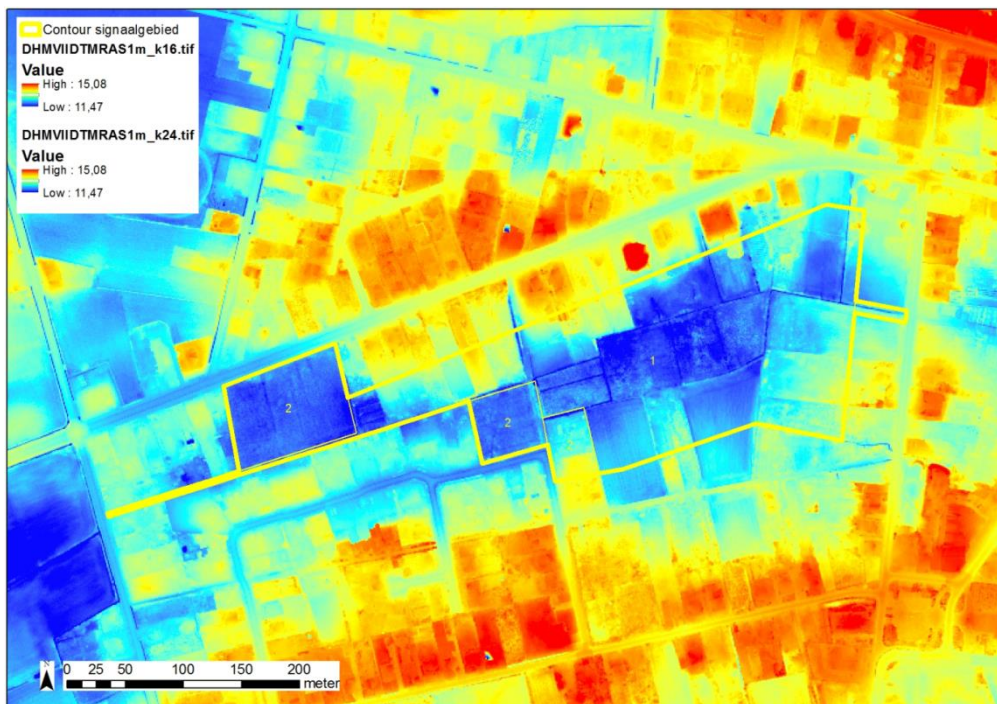 Contour signaalgebied
DHMVIIDTMRAS1m_k16.tif
Value
High : 15,08
Low : 11,47
DHMVIIDTMRAS1m_k24.tif
Value
High : 15,08
Low : 11,47
1
2
2
N
0 25 50 100 150 200
meter